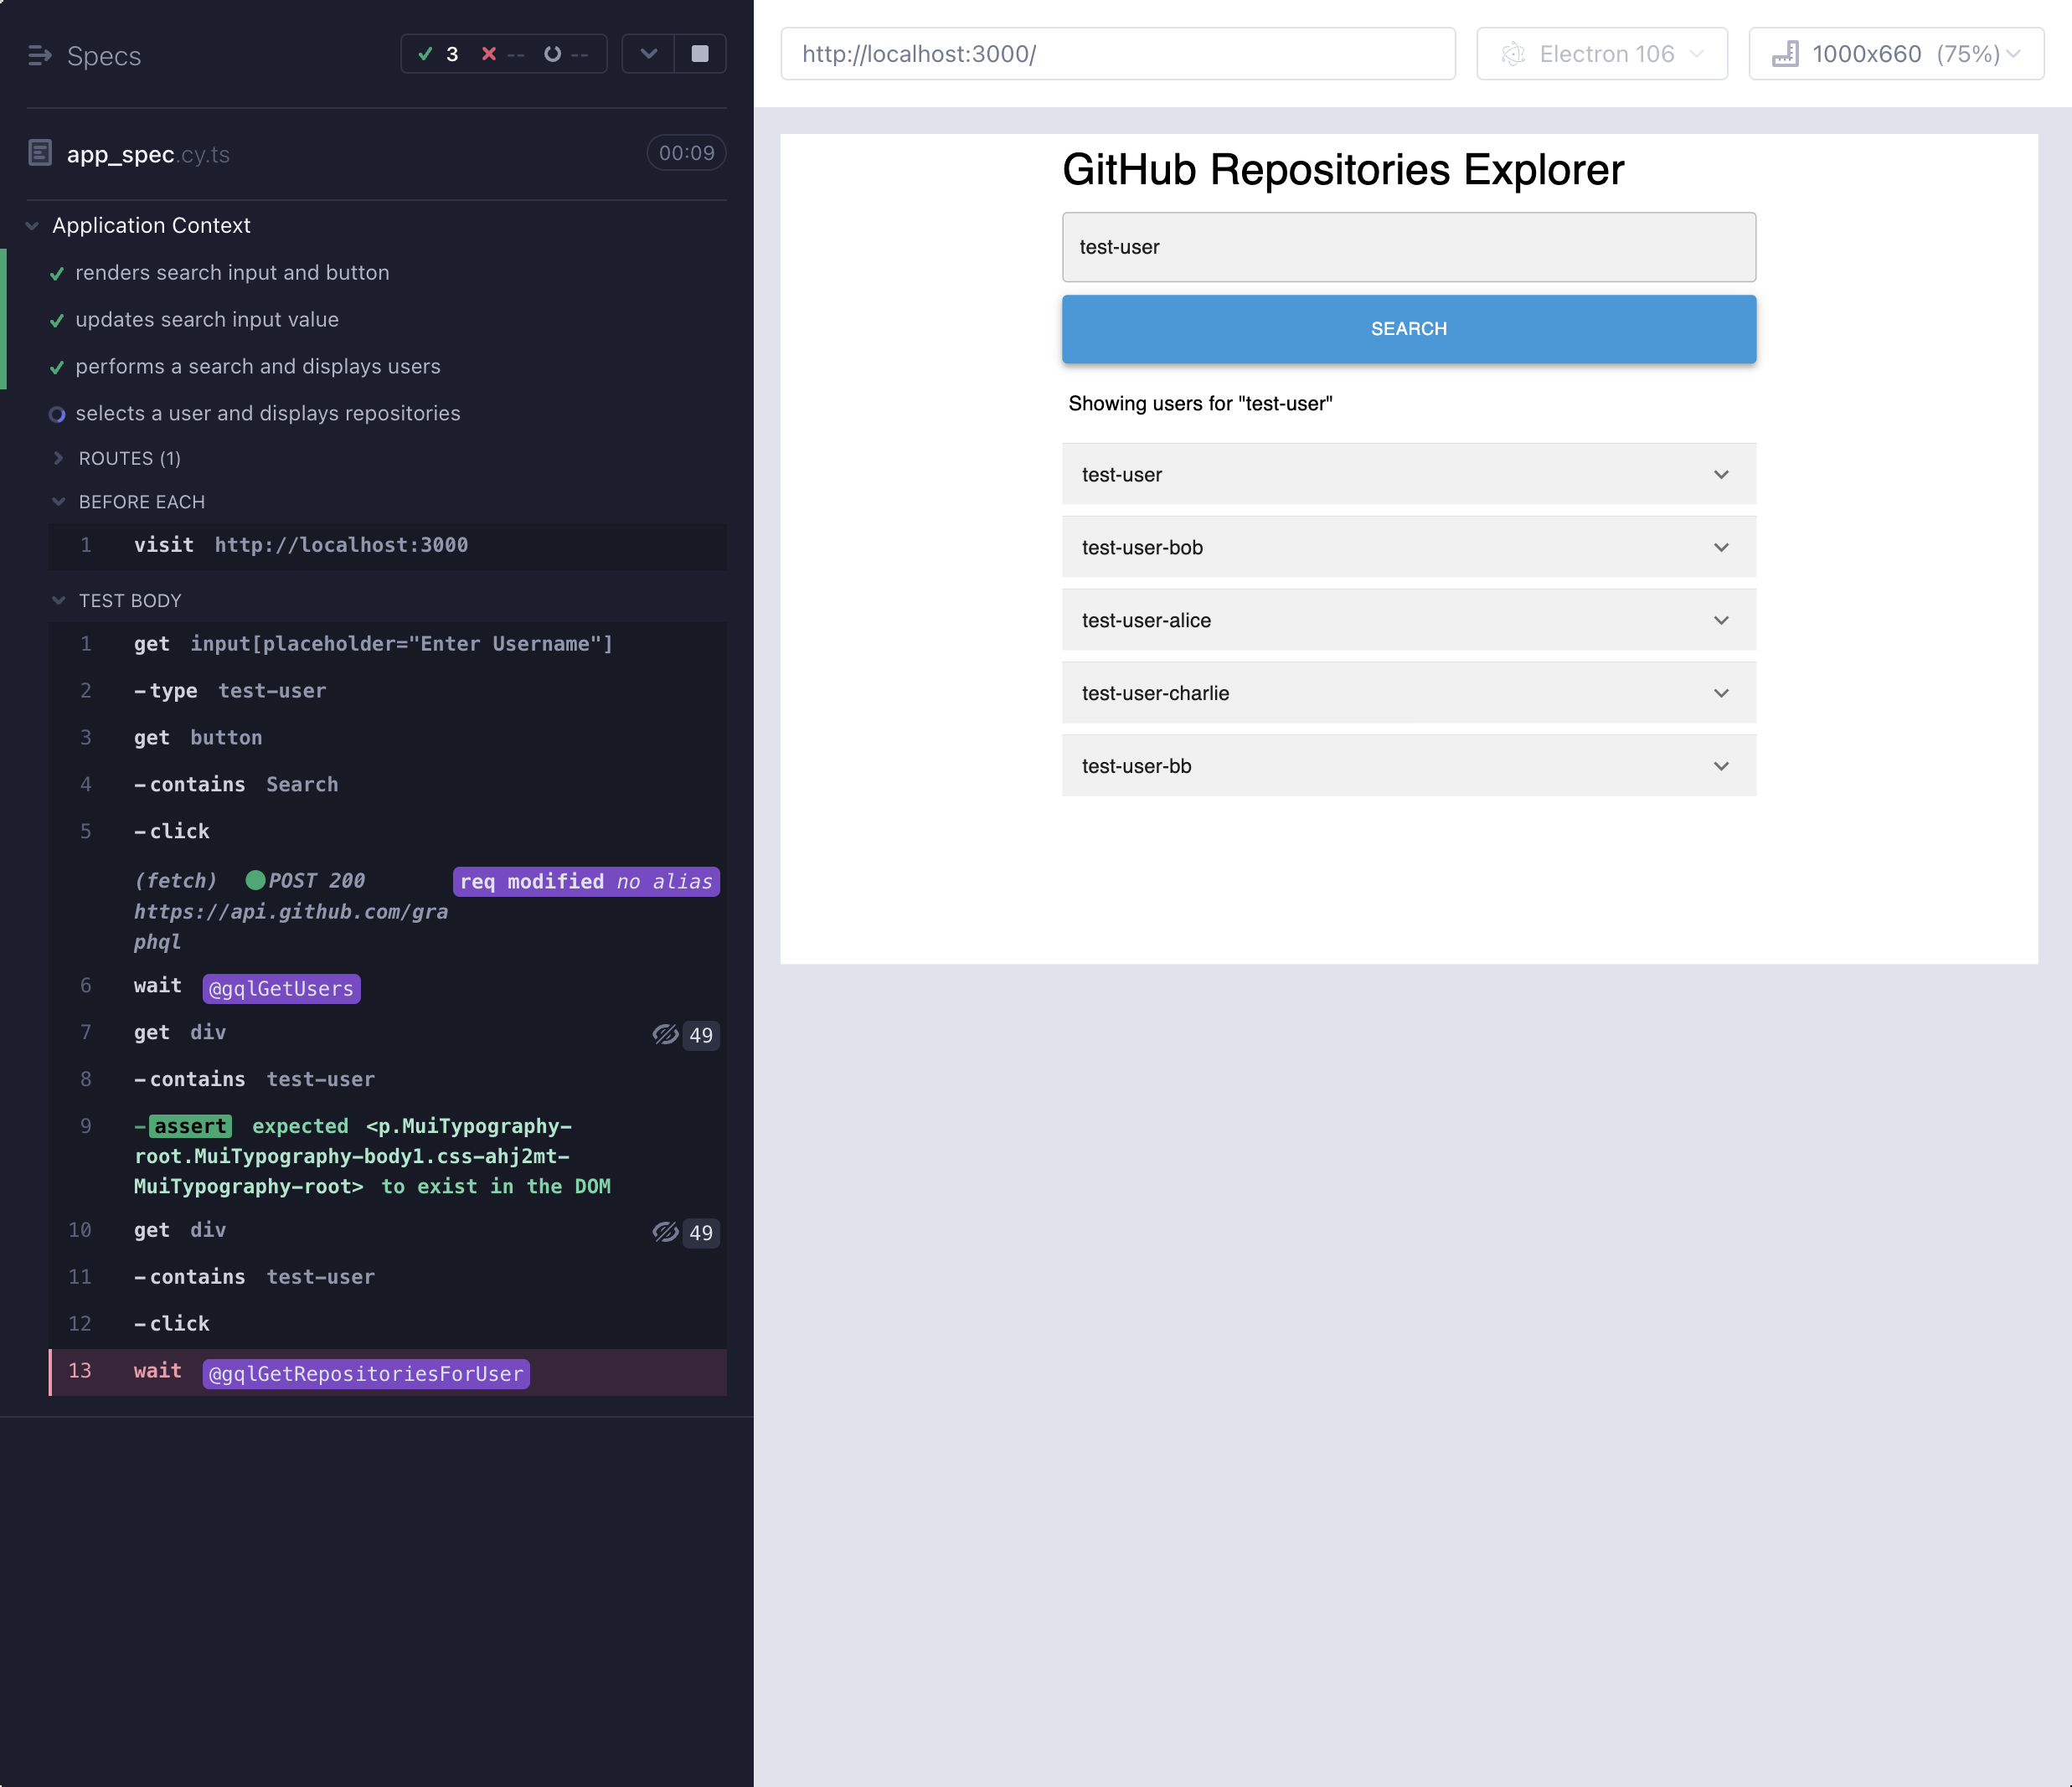 Specs
3 -- --
app_spec.cy.ts
00:09
Application Context
renders search input and button
updates search input value
performs a search and displays users
selects a user and displays repositories
ROUTES (1)
BEFORE EACH
1 visit http://localhost:3000
TEST BODY
1 get input[placeholder="Enter Username"]
2 -type test-user
3 get button
4 -contains Search
5 -click
(fetch) POST 200 req modified no alias
https://api.github.com/gra
phql
6 wait @gqlGetUsers
7 get div 49
8 -contains test-user
9 -assert expected <p.MuiTypography-
root.MuiTypography-body1.css-ahj2mt-
MuiTypography-root> to exist in the DOM
10 get div 49
11 -contains test-user
12 -click
13 wait @gqlGetRepositoriesForUser
http://localhost:3000/
Electron 106
1000x660 (75%)
GitHub Repositories Explorer
test-user
SEARCH
Showing users for "test-user"
test-user
test-user-bob
test-user-alice
test-user-charlie
test-user-bb